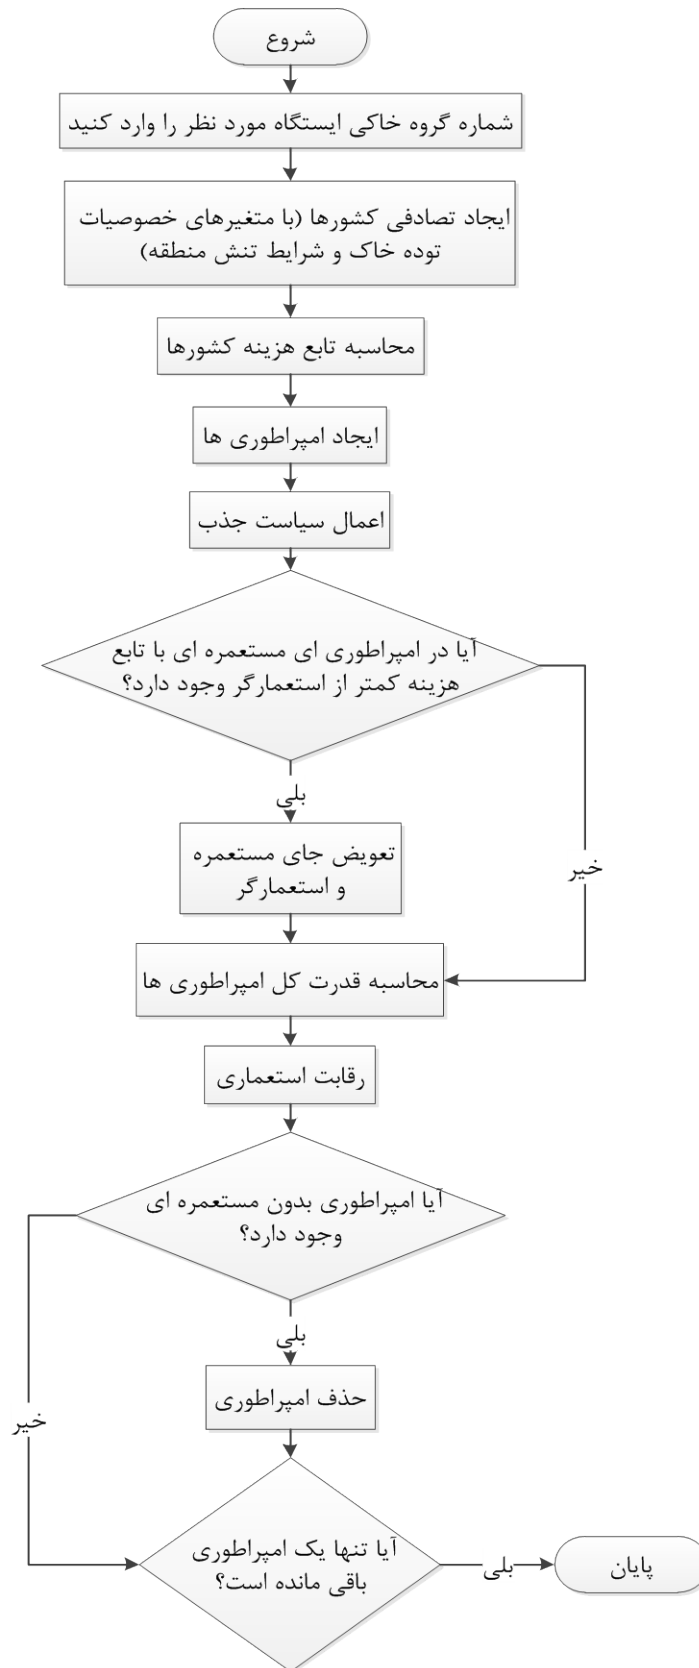 شروع
شماره گروه خاکی ایستگاه مورد نظر را وارد کنید
ایجاد تصادفی کشورها (با متغیرهای خصوصیات
توده خاک و شرایط تنش منطقه)
محاسبه تابع هزینه کشورها
ایجاد امپراطوری ها
اعمال سیاست جذب
آیا در امپراطوری ای مستعمره ای با تابع
هزینه کمتر از استعمارگر وجود دارد؟
بلی
تعویض جای مستعمره
و استعمارگر
خیر
محاسبه قدرت کل امپراطوری ها
رقابت استعماری
آیا امپراطوری بدون مستعمره ای
وجود دارد؟
بلی
حذف امپراطوری
خیر
آیا تنها یک امپراطوری
باقی مانده است؟
بلی
پایان